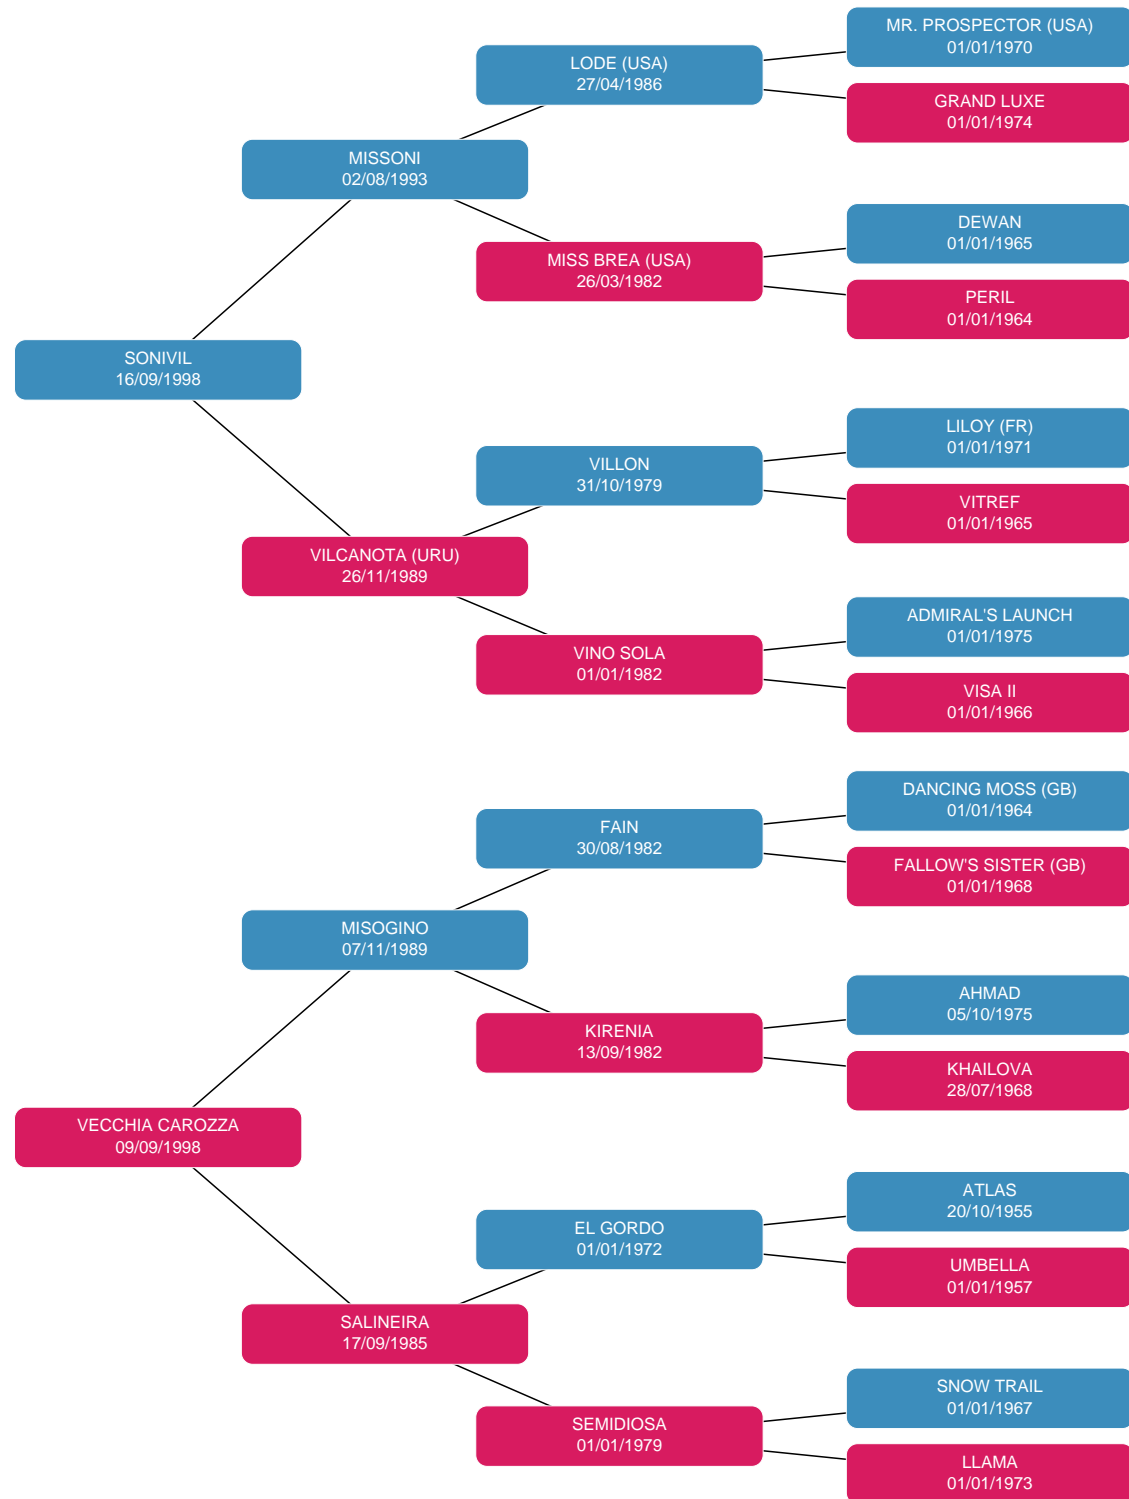 MR. PROSPECTOR (USA)
01/01/1970
LODE (USA)
27/04/1986
GRAND LUXE
01/01/1974
MISSONI
02/08/1993
DEWAN
01/01/1965
MISS BREA (USA)
26/03/1982
PERIL
01/01/1964
SONIVIL
16/09/1998
LILOY (FR)
01/01/1971
VILLON
31/10/1979
VITREF
01/01/1965
VILCANOTA (URU)
26/11/1989
ADMIRAL'S LAUNCH
01/01/1975
VINO SOLA
01/01/1982
VISA II
01/01/1966
DANCING MOSS (GB)
01/01/1964
FAIN
30/08/1982
FALLOW'S SISTER (GB)
01/01/1968
MISOGINO
07/11/1989
AHMAD
05/10/1975
KIRENIA
13/09/1982
KHAILOVA
28/07/1968
VECCHIA CAROZZA
09/09/1998
ATLAS
20/10/1955
EL GORDO
01/01/1972
UMBELLA
01/01/1957
SALINEIRA
17/09/1985
SNOW TRAIL
01/01/1967
SEMIDIOSA
01/01/1979
LLAMA
01/01/1973